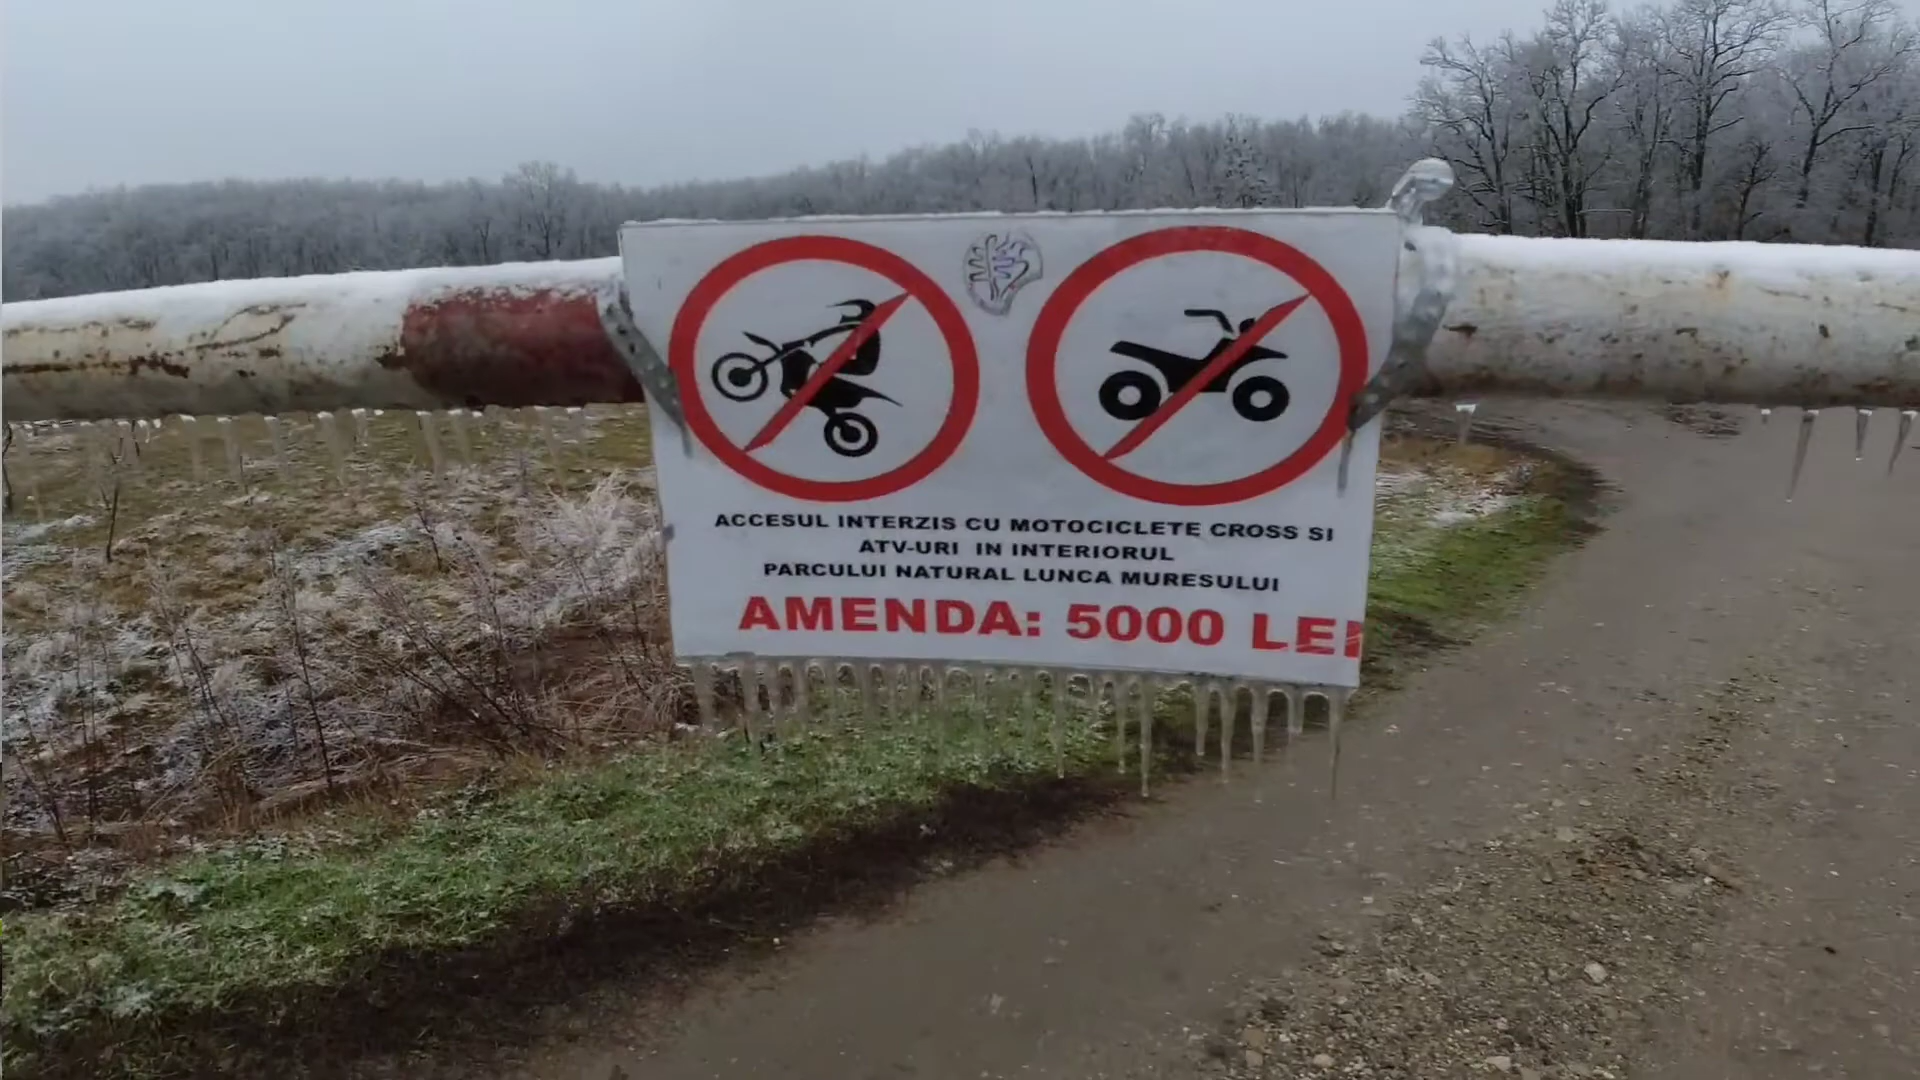 ACCESUL INTERZIS CU MOTOCICLETE CROSS SI
ATV-URI IN INTERIORUL
PARCULUI NATURAL LUNCA MURESULUI
AMENDA: 5000 LEI